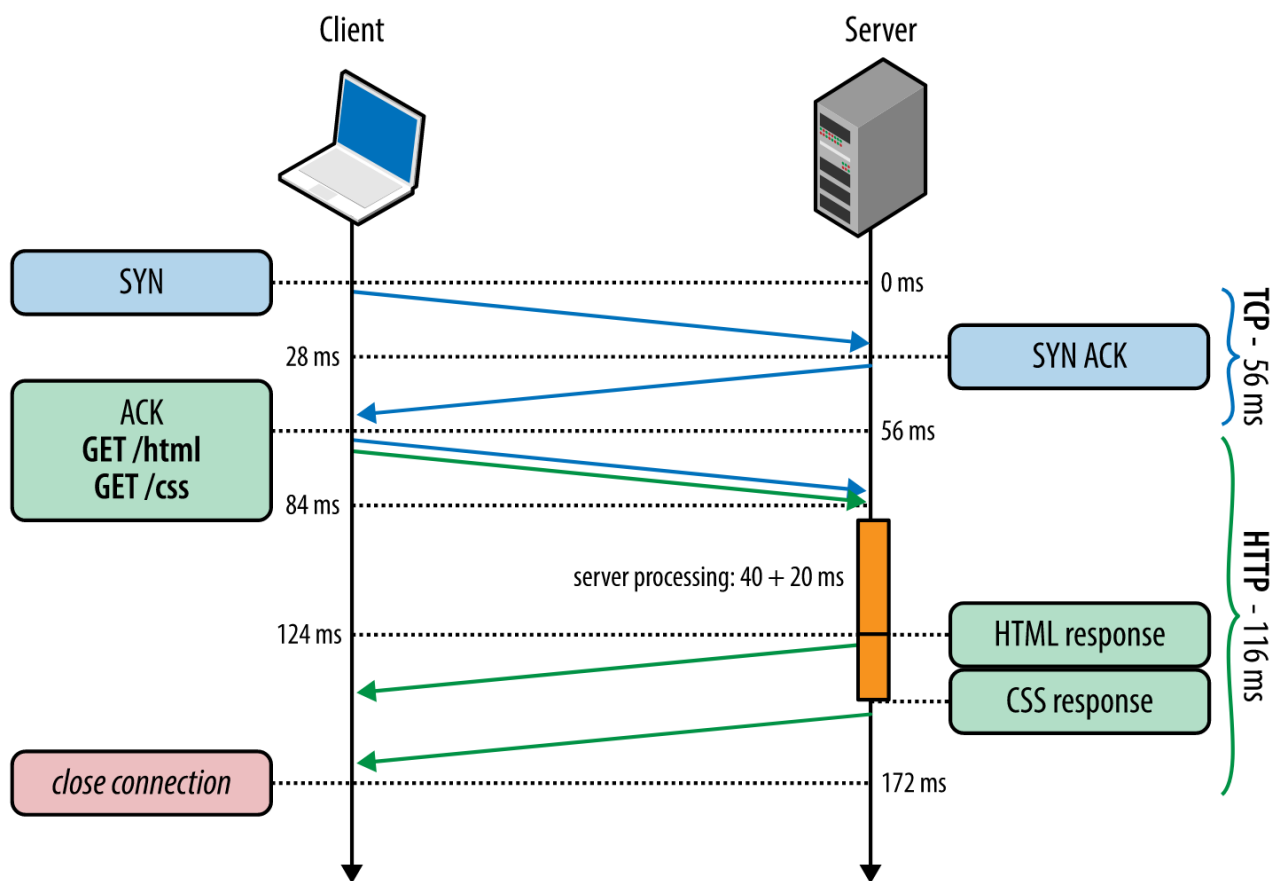 Client
Server
SYN
0 ms
28 ms
SYN ACK
TCP - 56 ms
ACK
GET /html
GET /css
56 ms
84 ms
server processing: 40 + 20 ms
124 ms
HTML response
CSS response
HTTP - 116 ms
close connection
172 ms